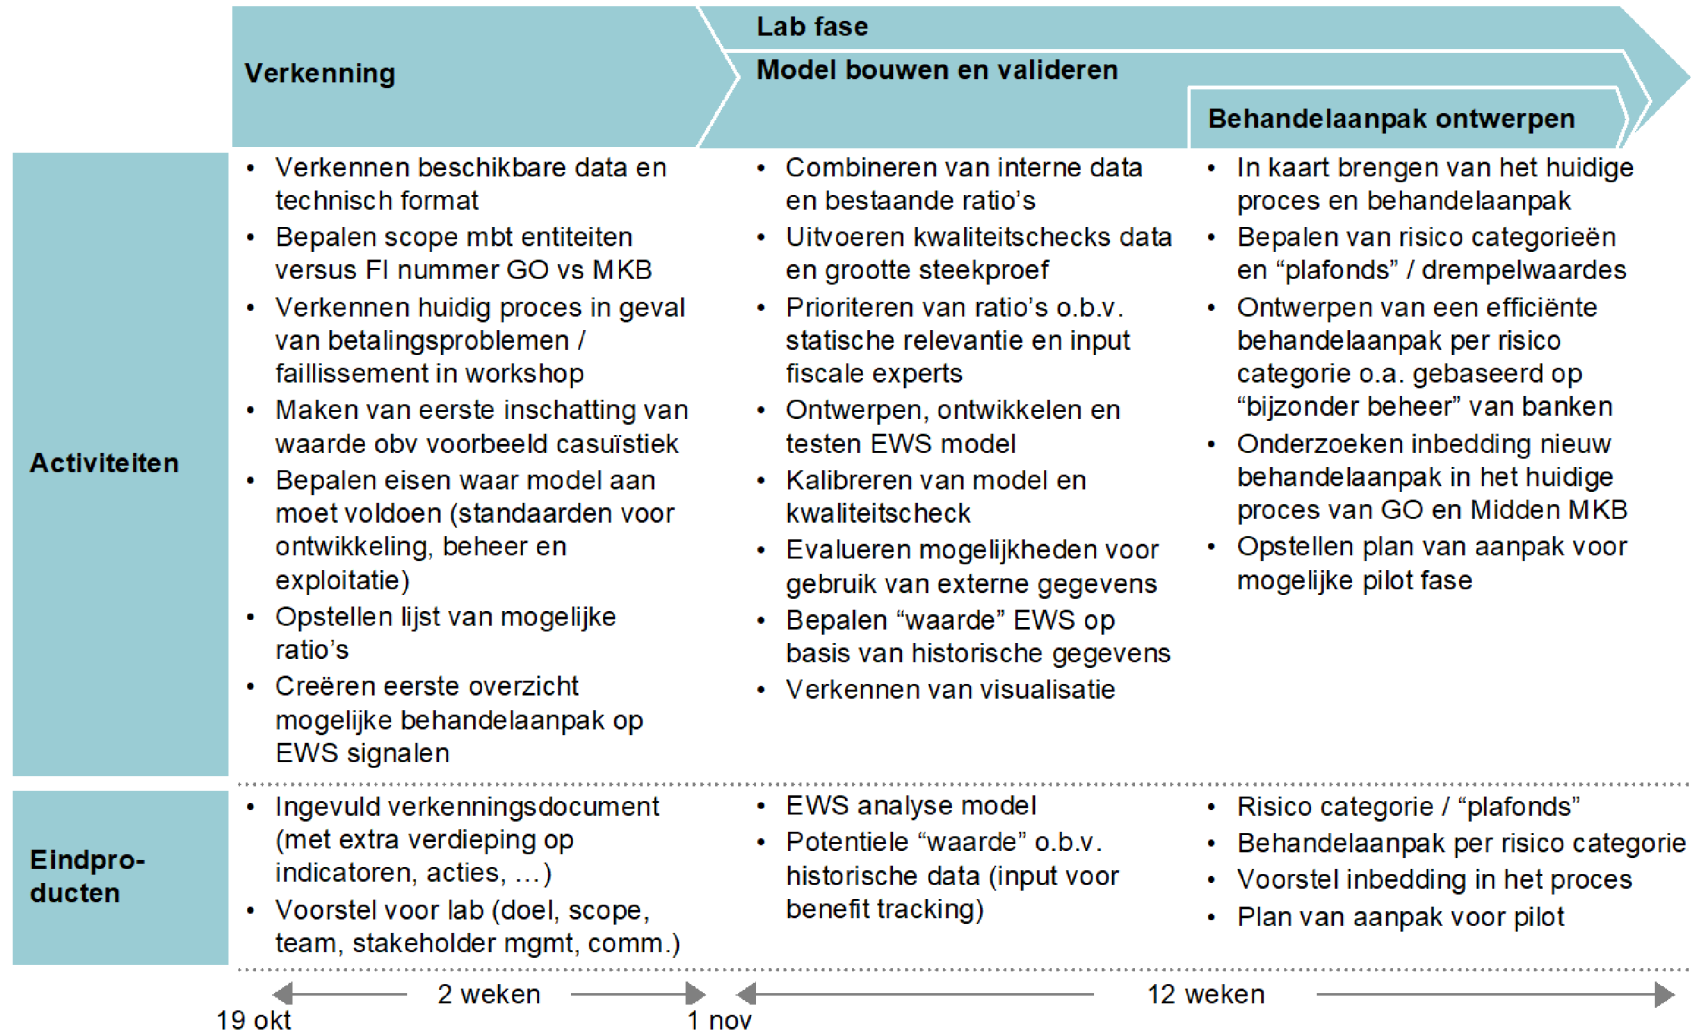 Lab fase
Verkenning
Model bouwen en valideren
Behandelaanpak ontwerpen
Activiteiten
• Verkennen beschikbare data en
technisch format
• Bepalen scope mbt entiteiten
versus FI nummer GO vs MKB
• Verkennen huidig proces in geval
van betalingsproblemen /
faillissement in workshop
• Maken van eerste inschatting van
waarde obv voorbeeld casuïstiek
• Bepalen eisen waar model aan
moet voldoen (standaarden voor
ontwikkeling, beheer en
exploitatie)
• Opstellen lijst van mogelijke
ratio’s
• Creëren eerste overzicht
mogelijke behandelaanpak op
EWS signalen
• Combineren van interne data
en bestaande ratio’s
• Uitvoeren kwaliteitschecks data
en grootte steekproef
• Prioriteren van ratio’s o.b.v.
statische relevantie en input
fiscale experts
• Ontwerpen, ontwikkelen en
testen EWS model
• Kalibreren van model en
kwaliteitscheck
• Evalueren mogelijkheden voor
gebruik van externe gegevens
• Bepalen “waarde” EWS op
basis van historische gegevens
• Verkennen van visualisatie
• In kaart brengen van het huidige
proces en behandelaanpak
• Bepalen van risico categorieën
en “plafonds” / drempelwaardes
• Ontwerpen van een efficiënte
behandelaanpak per risico
categorie o.a. gebaseerd op
“bijzonder beheer” van banken
• Onderzoeken inbedding nieuw
behandelaanpak in het huidige
proces van GO en Midden MKB
• Opstellen plan van aanpak voor
mogelijke pilot fase
Eindpro-
ducten
• Ingevuld verkenningsdocument
(met extra verdieping op
indicatoren, acties, …)
• Voorstel voor lab (doel, scope,
team, stakeholder mgmt, comm.)
• EWS analyse model
• Potentiele “waarde” o.b.v.
historische data (input voor
benefit tracking)
• Risico categorie / “plafonds”
• Behandelaanpak per risico categorie
• Voorstel inbedding in het proces
• Plan van aanpak voor pilot
2 weken
12 weken
19 okt
1 nov